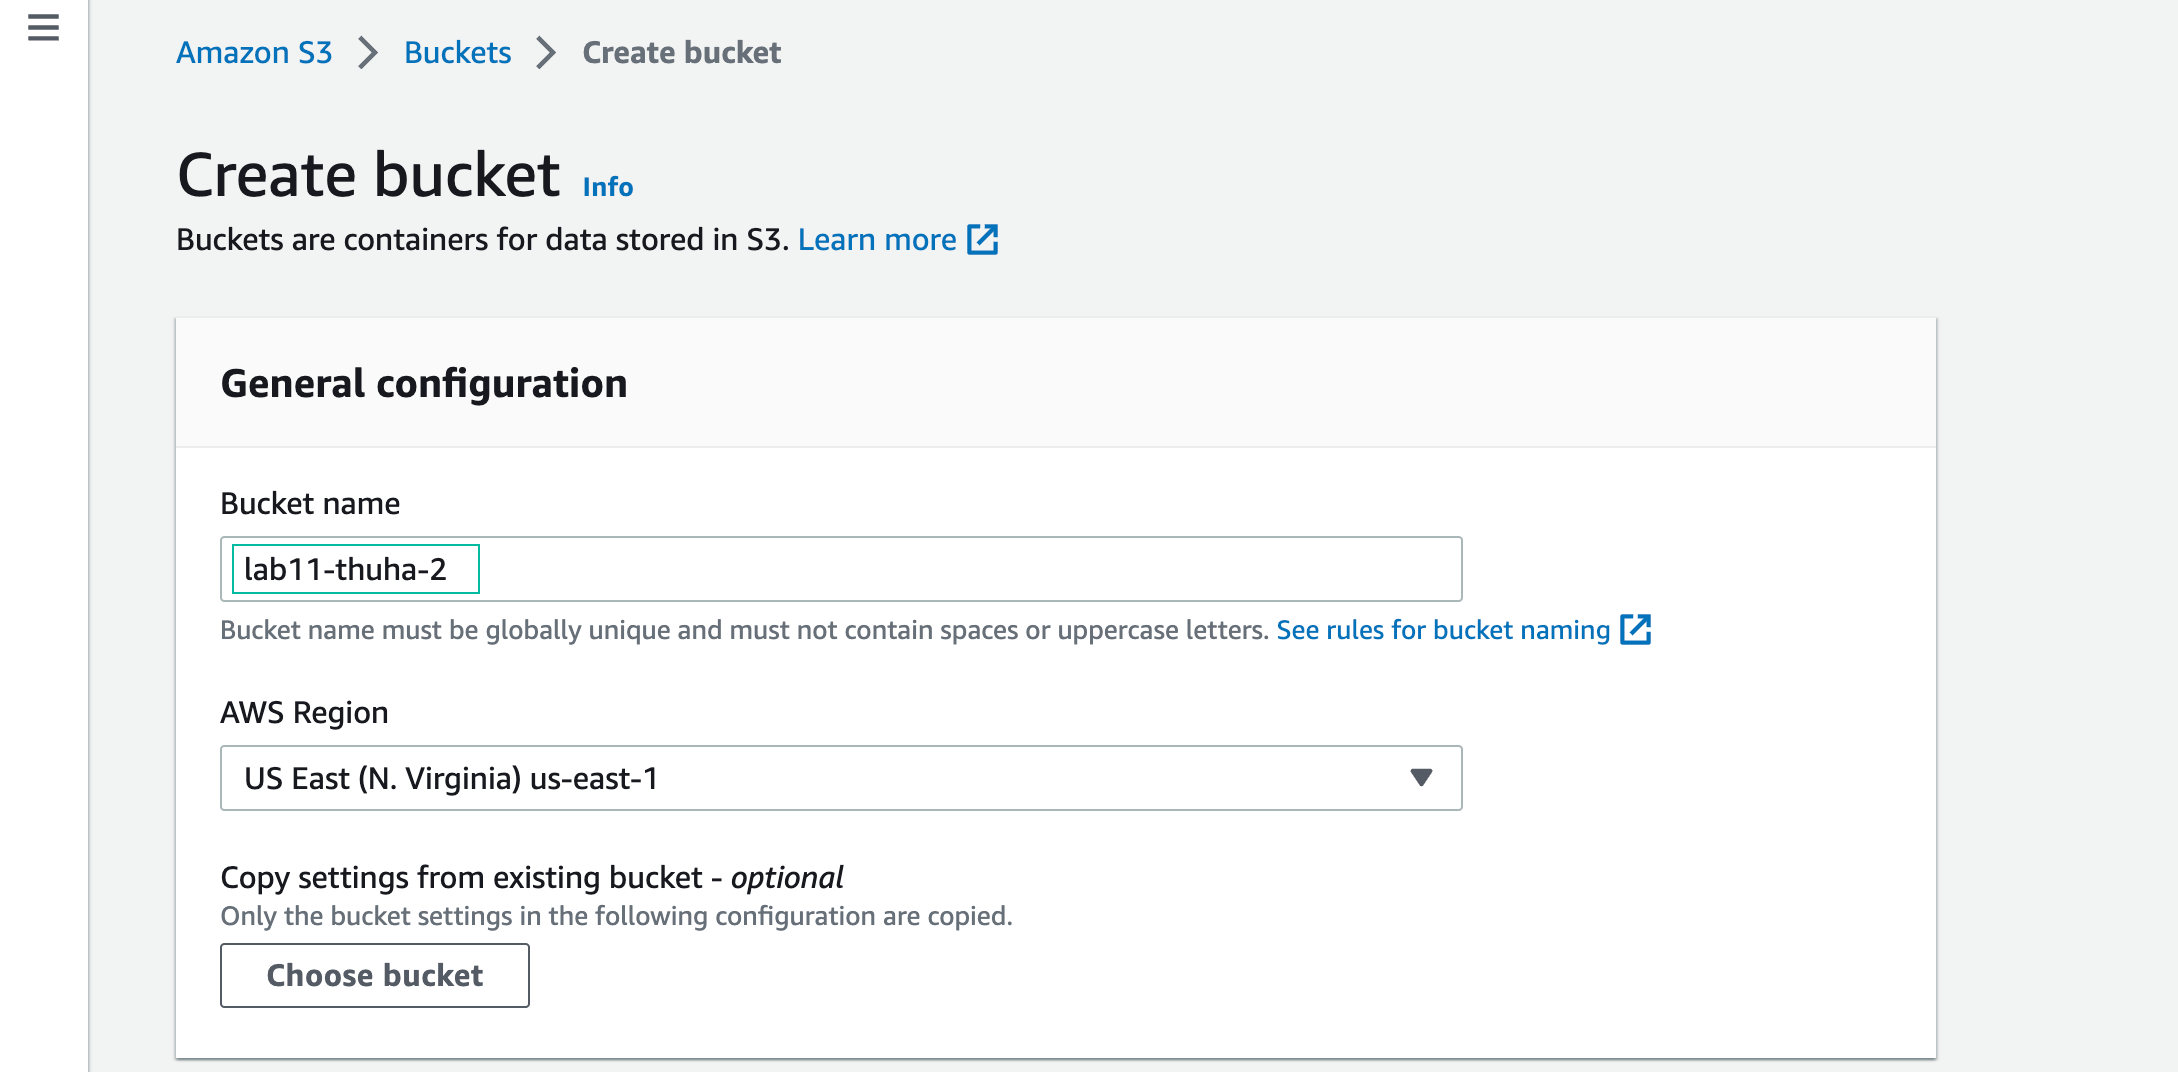 Amazon S3 > Buckets > Create bucket
Create bucket Info
Buckets are containers for data stored in S3. Learn more
General configuration
Bucket name
lab11-thuha-2
Bucket name must be globally unique and must not contain spaces or uppercase letters. See rules for bucket naming
AWS Region
US East (N. Virginia) us-east-1
Copy settings from existing bucket - optional
Only the bucket settings in the following configuration are copied.
Choose bucket